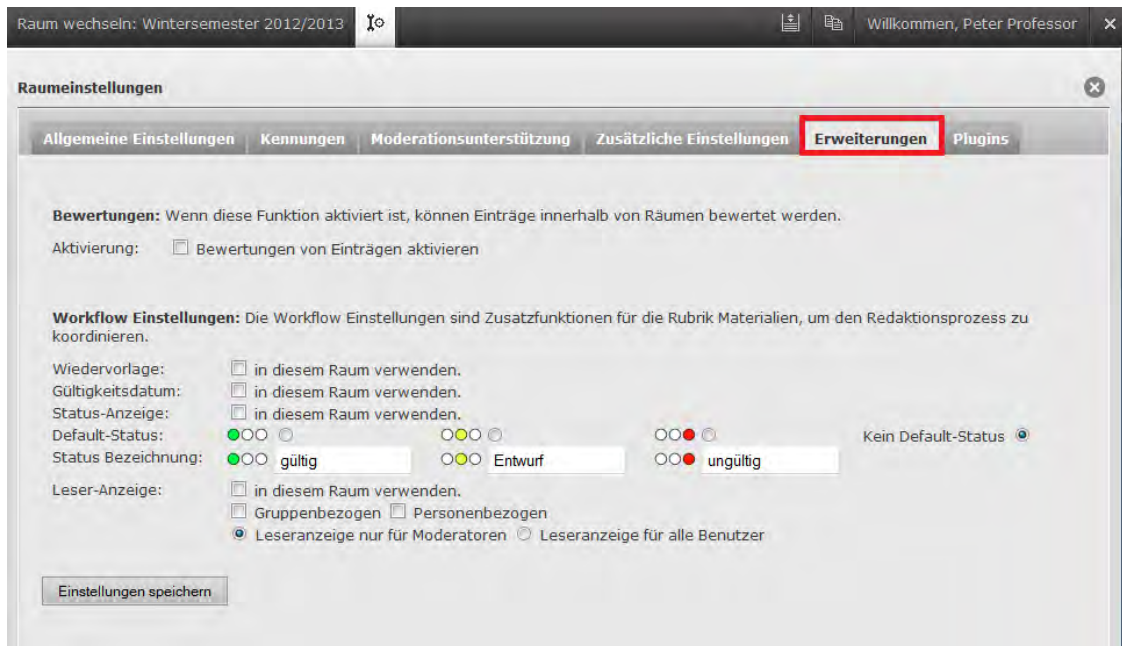 Raum wechseln: Wintersemester 2012/2013 Willkommen, Peter Professor
Raumeinstellungen
Allgemeine Einstellungen Kennungen Moderationsunterstützung Zusätzliche Einstellungen Erweiterungen Plugins
Bewertungen: Wenn diese Funktion aktiviert ist, können Einträge innerhalb von Räumen bewertet werden.
Aktivierung: Bewertungen von Einträgen aktivieren
Workflow Einstellungen: Die Workflow Einstellungen sind Zusatzfunktionen für die Rubrik Materialien, um den Redaktionsprozess zu
koordinieren.
Wiedervorlage: in diesem Raum verwenden.
Gültigkeitsdatum: in diesem Raum verwenden.
Status-Anzeige: in diesem Raum verwenden.
Default-Status: Kein Default-Status
Status Bezeichnung: gültig Entwurf ungültig
Leser-Anzeige: in diesem Raum verwenden.
Gruppenbezogen Personenbezogen
Leseranzeige nur für Moderatoren Leseranzeige für alle Benutzer
Einstellungen speichern